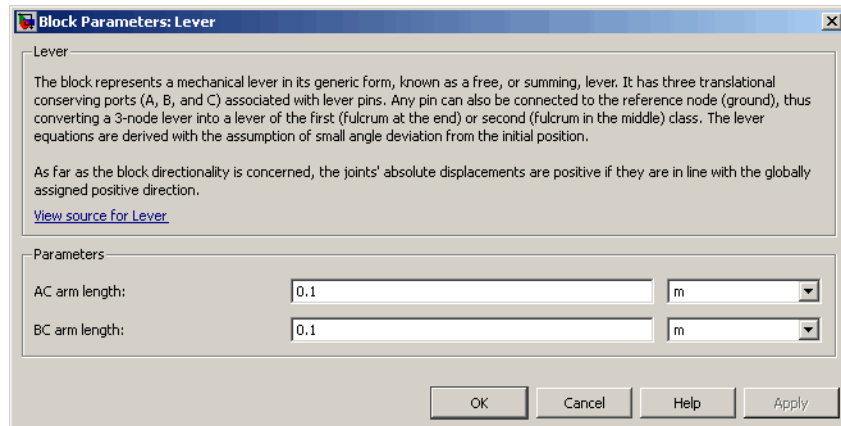 Block Parameters: Lever
Lever
The block represents a mechanical lever in its generic form, known as a free, or summing, lever. It has three translational
conserving ports (A, B, and C) associated with lever pins. Any pin can also be connected to the reference node (ground), thus
converting a 3-node lever into a lever of the first (fulcrum at the end) or second (fulcrum in the middle) class. The lever
equations are derived with the assumption of small angle deviation from the initial position.
As far as the block directionality is concerned, the joints' absolute displacements are positive if they are in line with the globally
assigned positive direction.
View source for Lever
Parameters
AC arm length: 0.1 m
BC arm length: 0.1 m
OK Cancel Help Apply